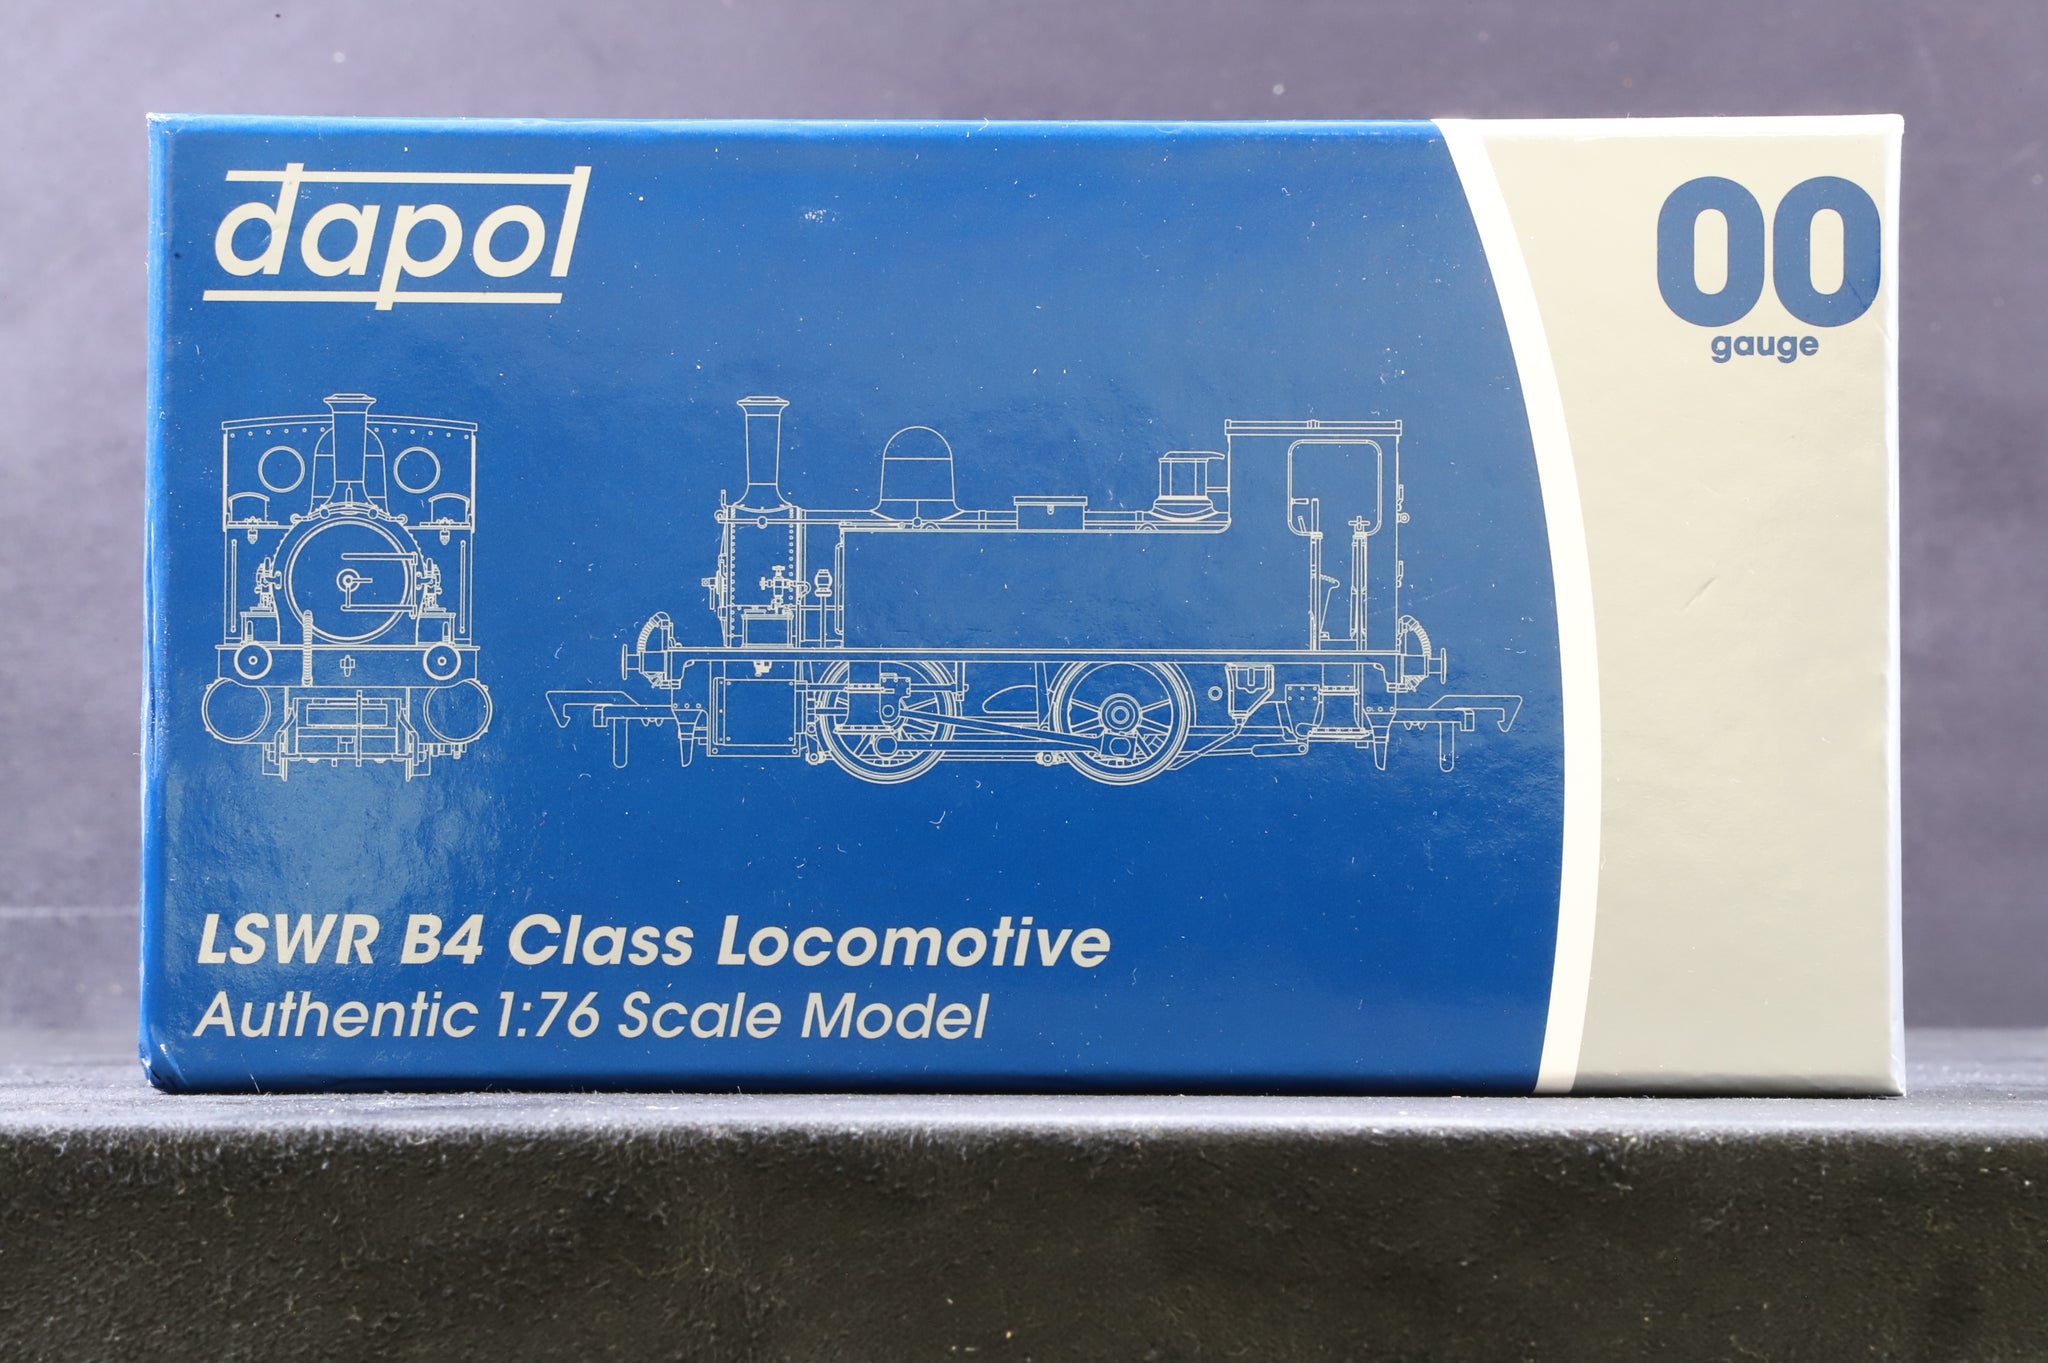 dapol
00
gauge
LSWR B4 Class Locomotive
Authentic 1:76 Scale Model